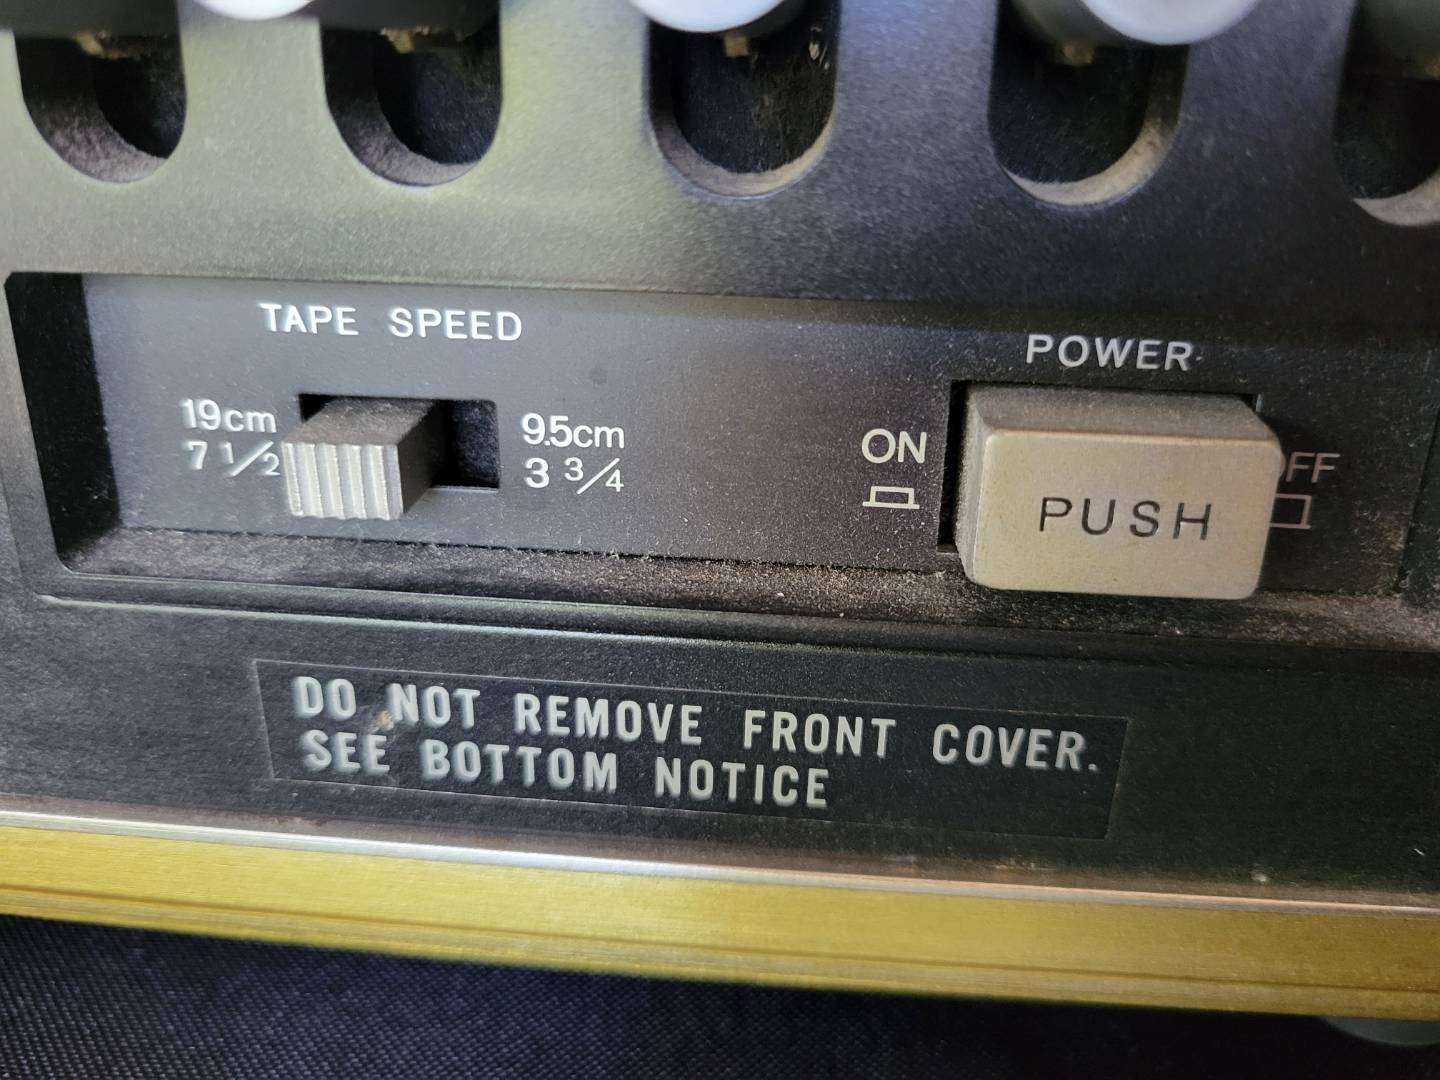 TAPE SPEED
19cm
7 1/2
9.5cm
3 3/4
POWER
ON
PUSH
DO NOT REMOVE FRONT COVER.
SEE BOTTOM NOTICE